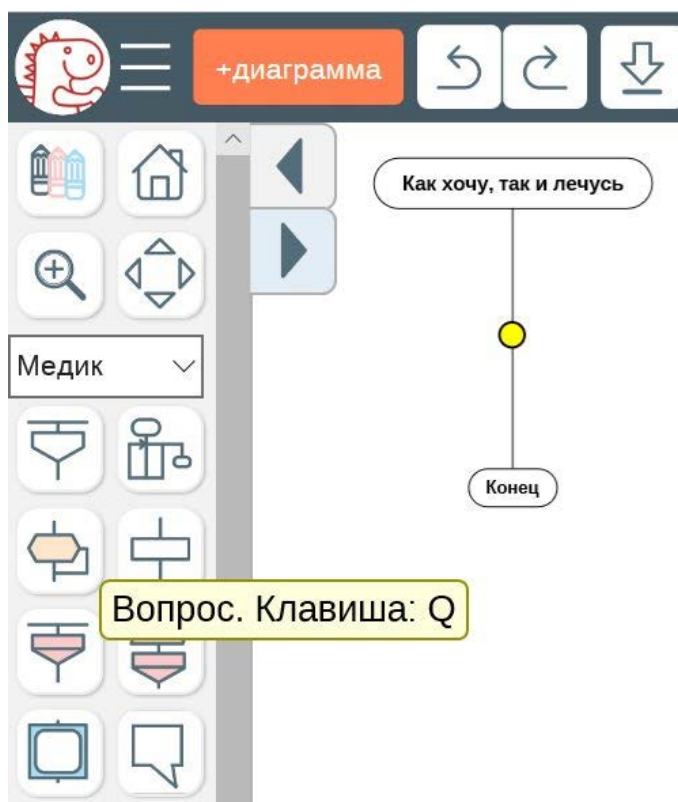 +диаграмма
Как хочу, так и лечусь
Медик
Конец
Вопрос. Клавиша: Q